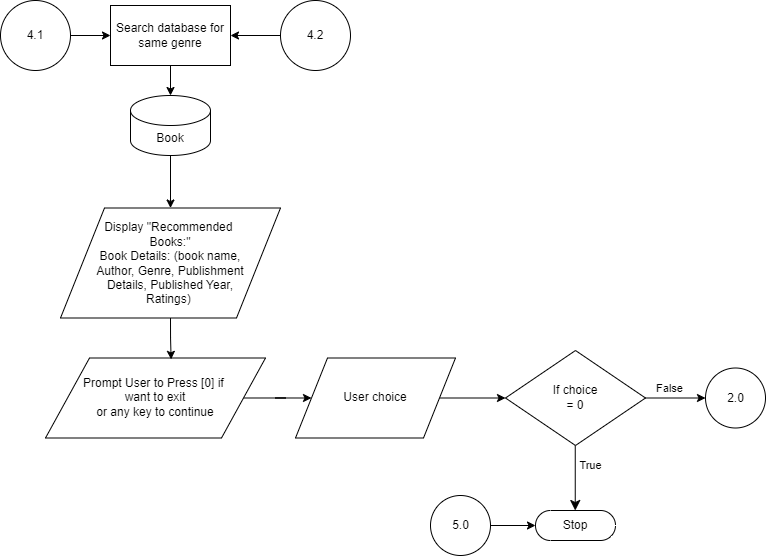 4.1
Search database for
same genre
4.2
Book
Display "Recommended
Books:"
Book Details: (book name,
Author, Genre, Publishment
Details, Published Year,
Ratings)
Prompt User to Press [0] if
want to exit
or any key to continue
User choice
If choice
= 0
False
2.0
True
5.0
Stop